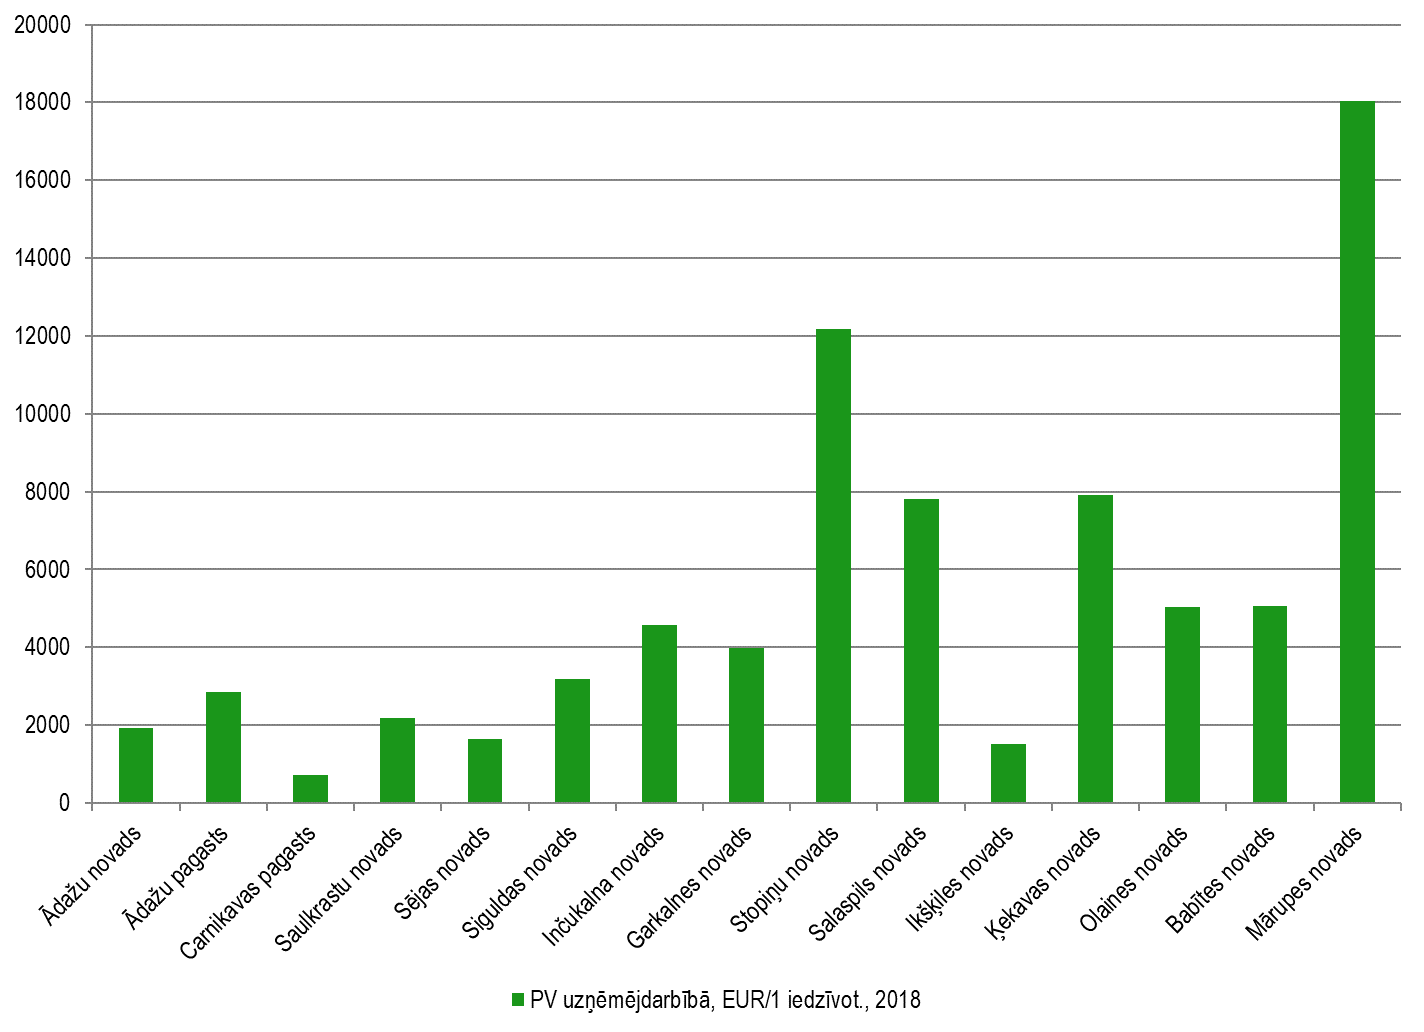 20000
18000
16000
14000
12000
10000
8000
6000
4000
2000
0
Ādažu novads
Ādažu pagasts
Carnikavas pagasts
Saulkrastu novads
Sējas novads
Siguldas novads
Inčukalna novads
Garkalnes novads
Stopiņu novads
Salaspils novads
Ikšķiles novads
Ķekavas novads
Olaines novads
Babītes novads
Mārupes novads
PV uzņēmējdarbībā, EUR/1 iedzīvot., 2018